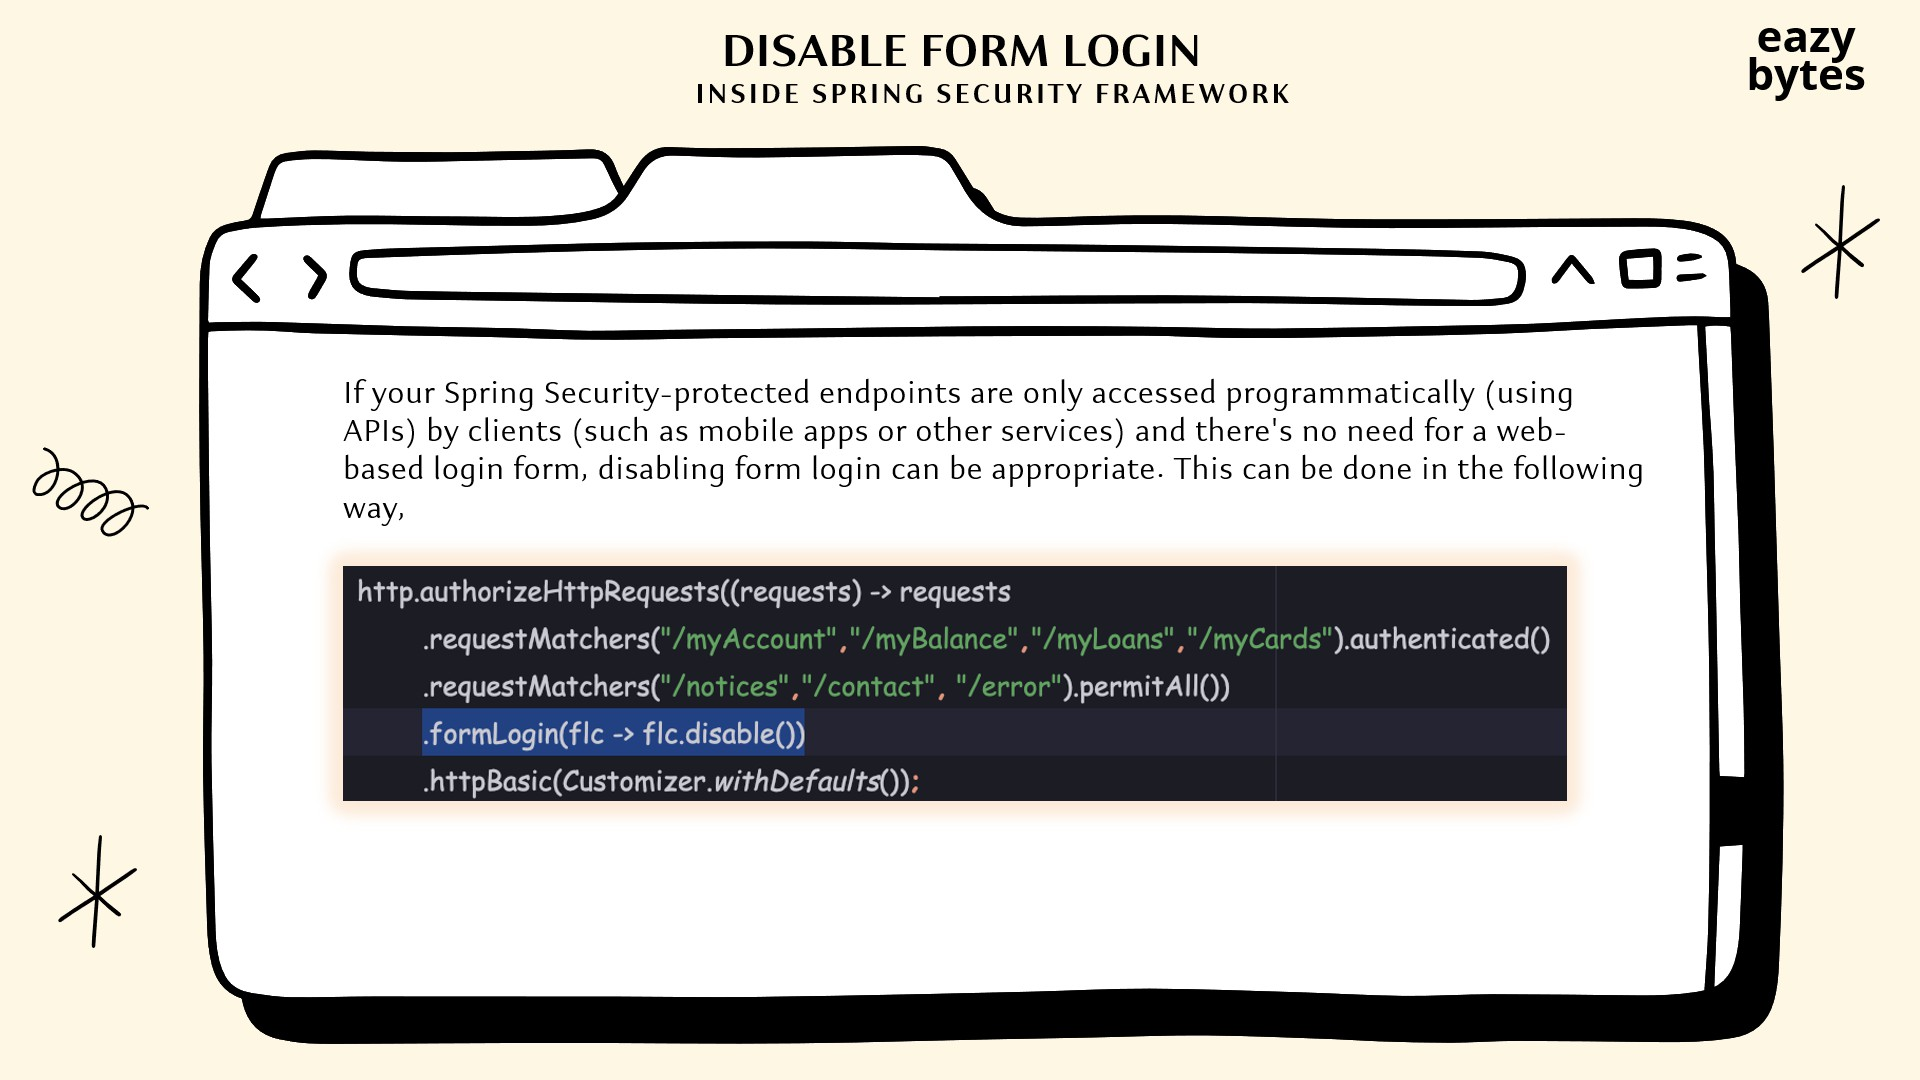 DISABLE FORM LOGIN
INSIDE SPRING SECURITY FRAMEWORK
eazy
bytes
If your Spring Security-protected endpoints are only accessed programmatically (using
APIs) by clients (such as mobile apps or other services) and there's no need for a web-
based login form, disabling form login can be appropriate. This can be done in the following
way,
http.authorizeHttpRequests((requests) -> requests
.requestMatchers("/myAccount","/myBalance","/myLoans","/myCards").authenticated()
.requestMatchers("/notices","/contact", "/error").permitAll())
.formLogin(flc -> flc.disable())
.httpBasic(Customizer.withDefaults());